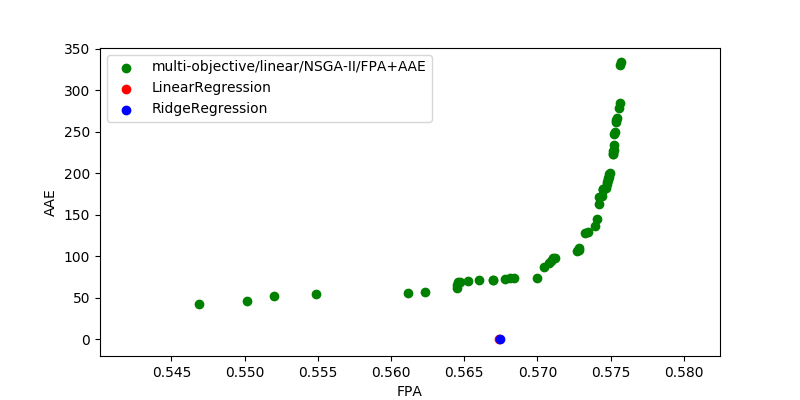 350
300
250
200
150
100
50
0
AAE
multi-objective/linear/NSGA-II/FPA+AAE
LinearRegression
RidgeRegression
0.545 0.550 0.555 0.560 0.565 0.570 0.575 0.580
FPA